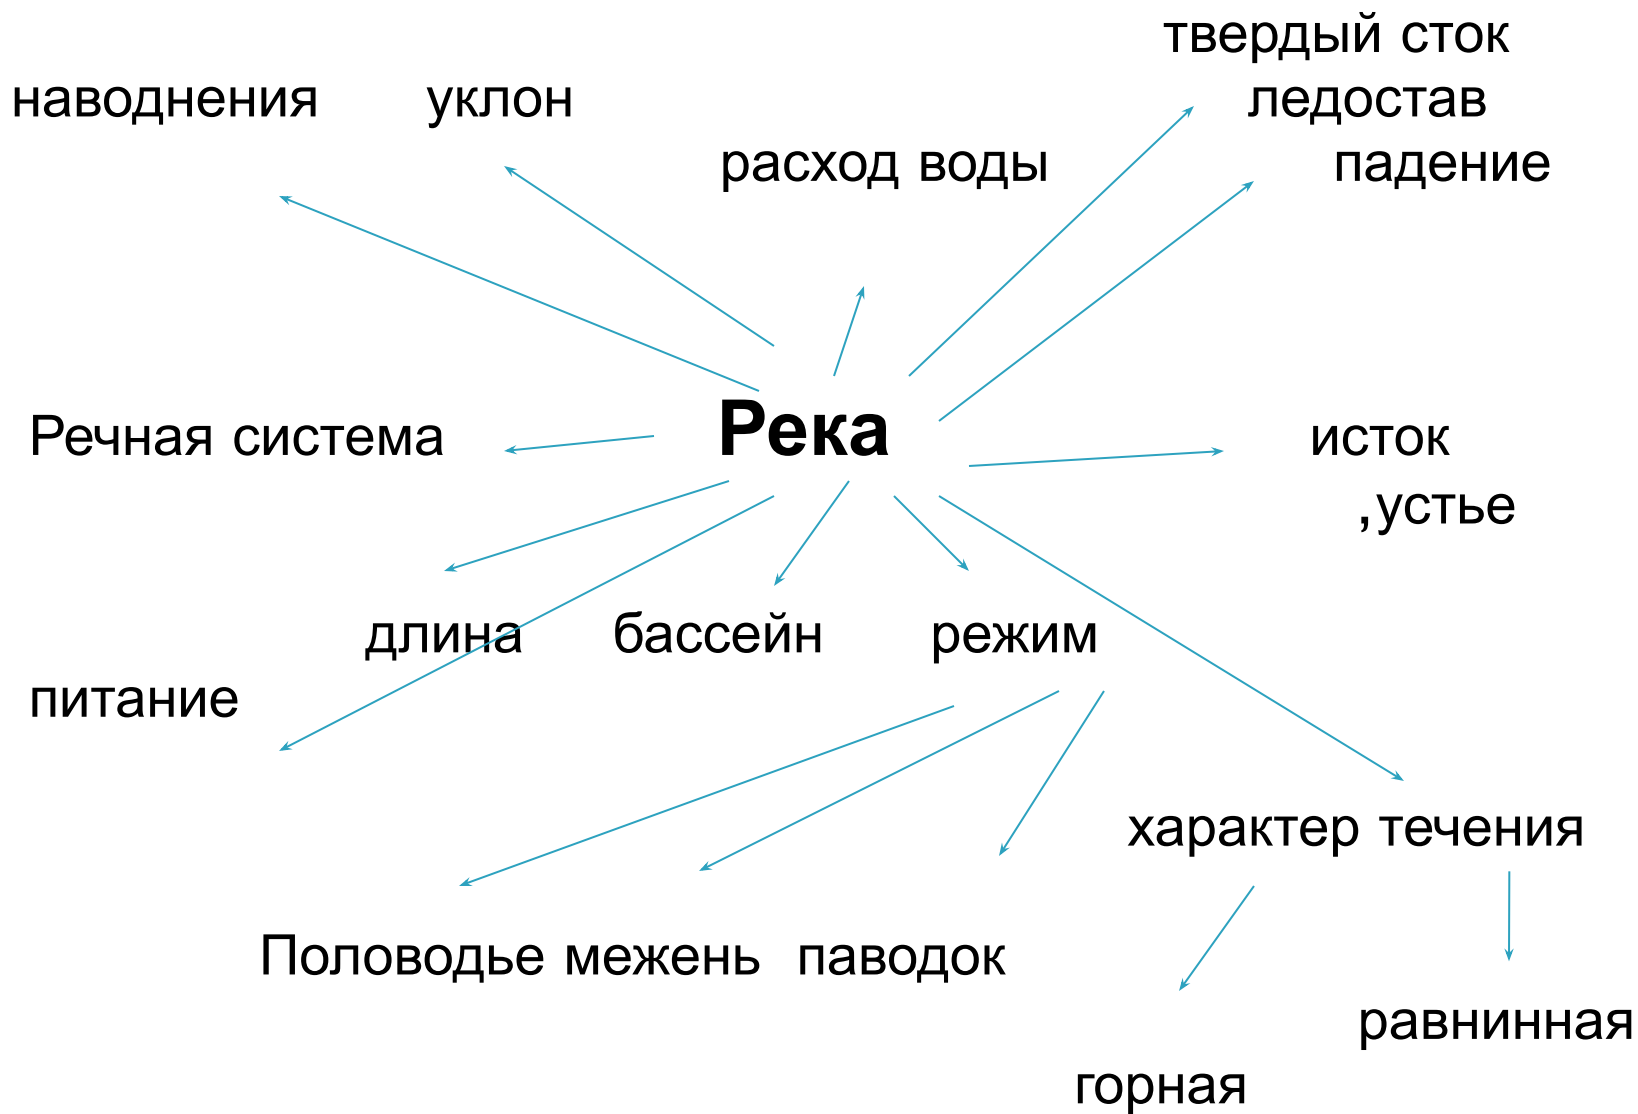 твердый сток
наводнения уклон ледостав
расход воды падение
Река
Речная система исток
,устье
длина бассейн режим
питание
характер течения
Половодье межень паводок
равнинная
горная